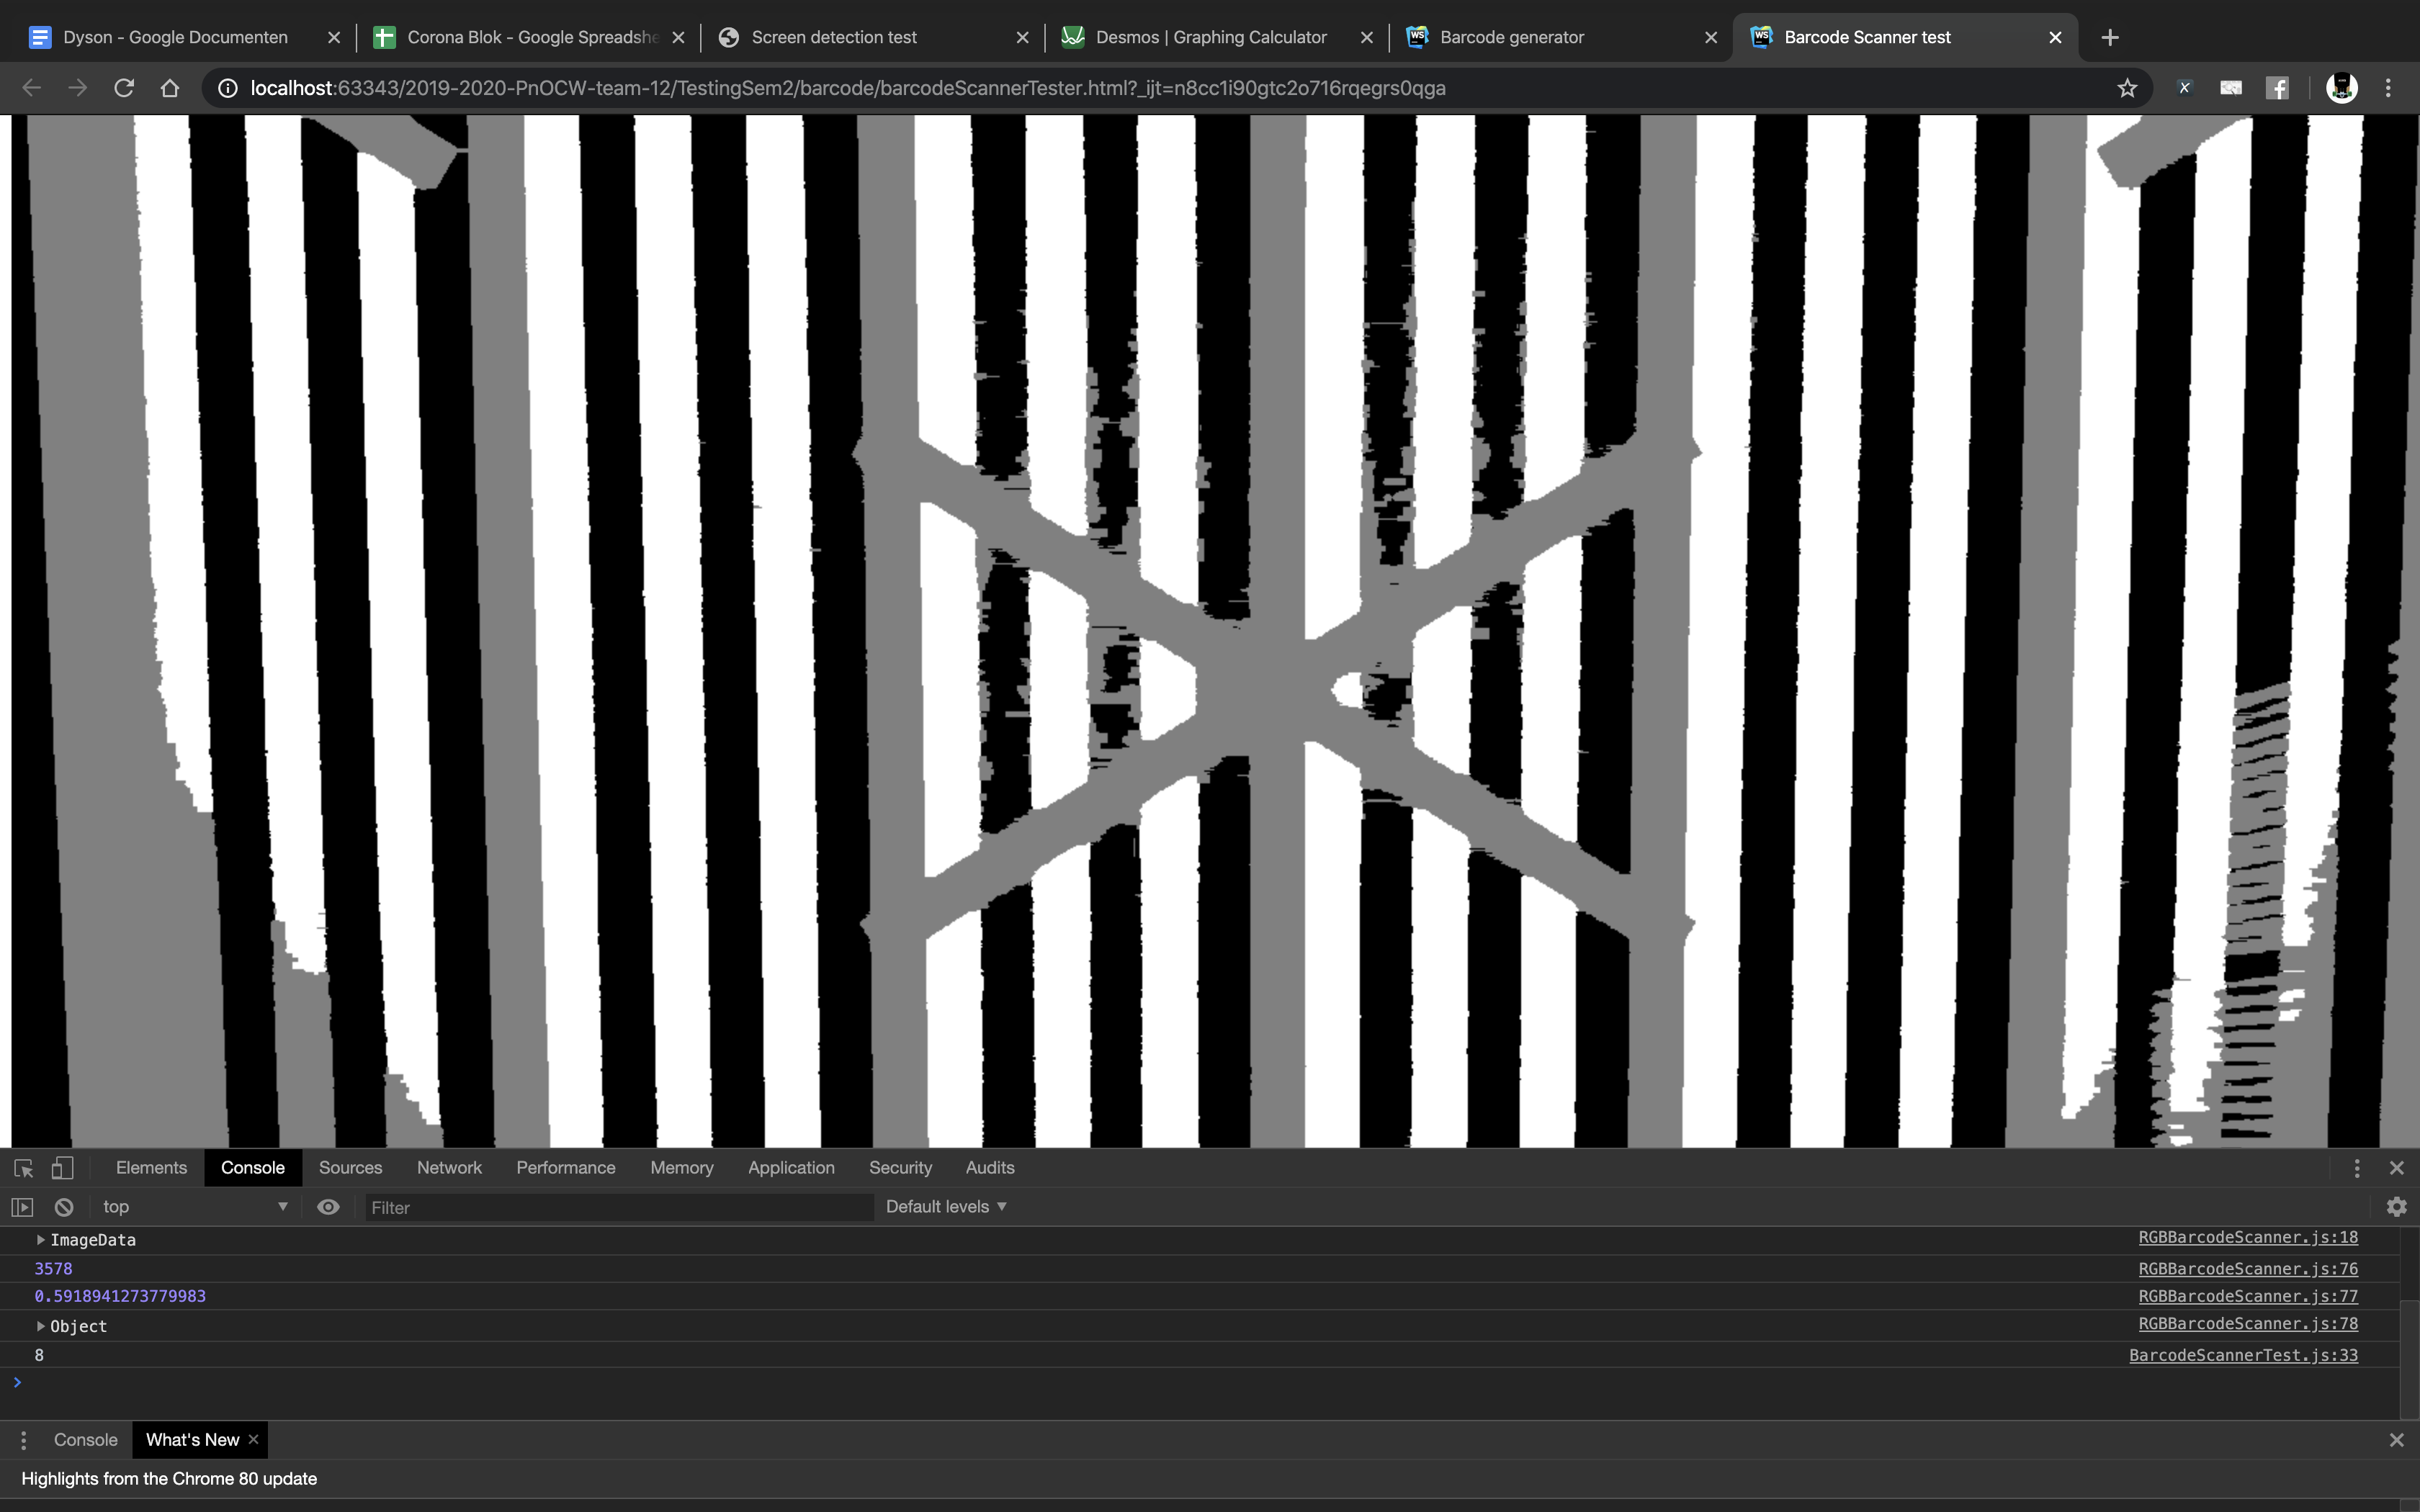 Dyson - Google Documenten
Corona Blok - Google Spreadshe
Screen detection test
Desmos | Graphing Calculator
WS Barcode generator
WS Barcode Scanner test
localhost:63343/2019-2020-PnOCW-team-12/TestingSem2/barcode/barcodeScannerTester.html?_ijt=n8cc1i90gtc2o716rqegrs0qga
Elements Console Sources Network Performance Memory Application Security Audits
top Filter Default levels
ImageData RGBBarcodeScanner.js:18
3578 RGBBarcodeScanner.js:76
0.5918941273779983 RGBBarcodeScanner.js:77
Object RGBBarcodeScanner.js:78
8 BarcodeScannerTest.js:33
Console What's New
Highlights from the Chrome 80 update